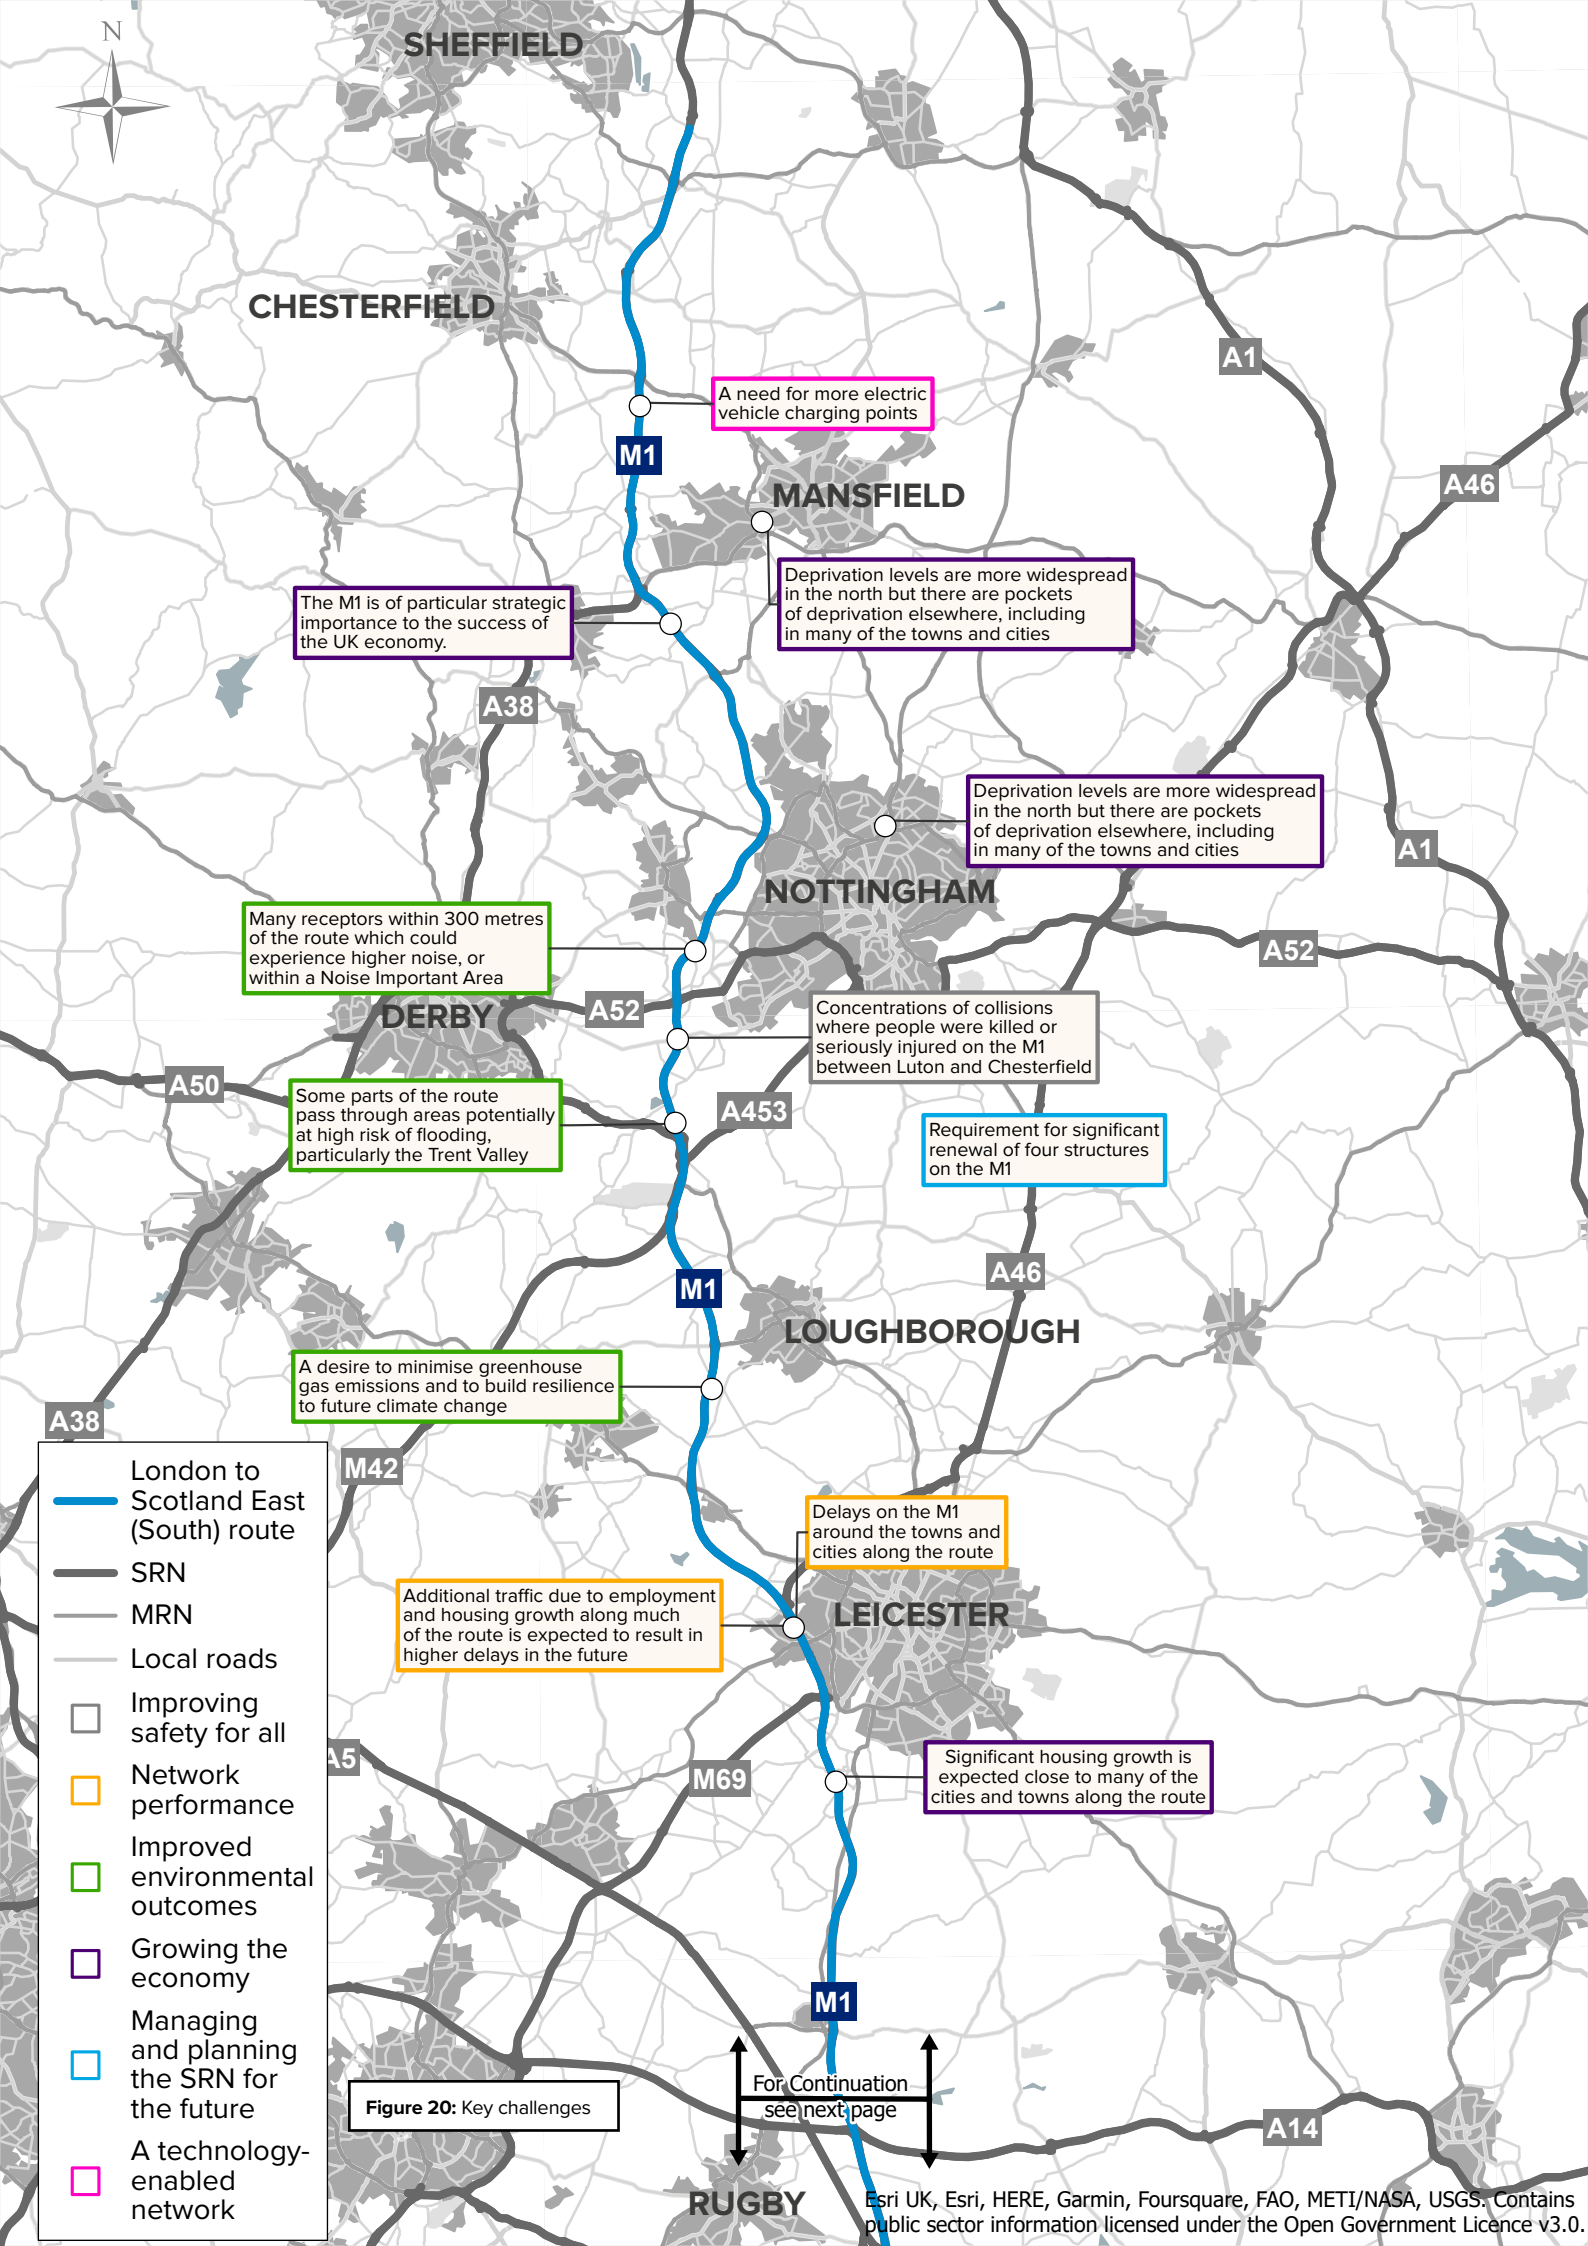 N
SHEFFIELD
CHESTERFIELD
A1
A need for more electric
vehicle charging points
M1
MANSFIELD
A46
Deprivation levels are more widespread
in the north but there are pockets
of deprivation elsewhere, including
in many of the towns and cities
The M1 is of particular strategic
importance to the success of
the UK economy.
A38
Deprivation levels are more widespread
in the north but there are pockets
of deprivation elsewhere, including
in many of the towns and cities
A1
NOTTINGHAM
Many receptors within 300 metres
of the route which could
experience higher noise, or
within a Noise Important Area
A52
DERBY
A52
Concentrations of collisions
where people were killed or
seriously injured on the M1
between Luton and Chesterfield
A50
Some parts of the route
pass through areas potentially
at high risk of flooding,
particularly the Trent Valley
A453
Requirement for significant
renewal of four structures
on the M1
A46
M1
LOUGHBOROUGH
A desire to minimise greenhouse
gas emissions and to build resilience
to future climate change
A38
M42
Delays on the M1
around the towns and
cities along the route
Additional traffic due to employment
and housing growth along much
of the route is expected to result in
higher delays in the future
LEICESTER
A5
M69
Significant housing growth is
expected close to many of the
cities and towns along the route
M1
For Continuation
see next page
A14
RUGBY
London to
Scotland East
(South) route
SRN
MRN
Local roads
Improving
safety for all
Network
performance
Improved
environmental
outcomes
Growing the
economy
Managing
and planning
the SRN for
the future
A technology-
enabled
network
Figure 20: Key challenges
Esri UK, Esri, HERE, Garmin, Foursquare, FAO, METI/NASA, USGS. Contains
public sector information licensed under the Open Government Licence v3.0.